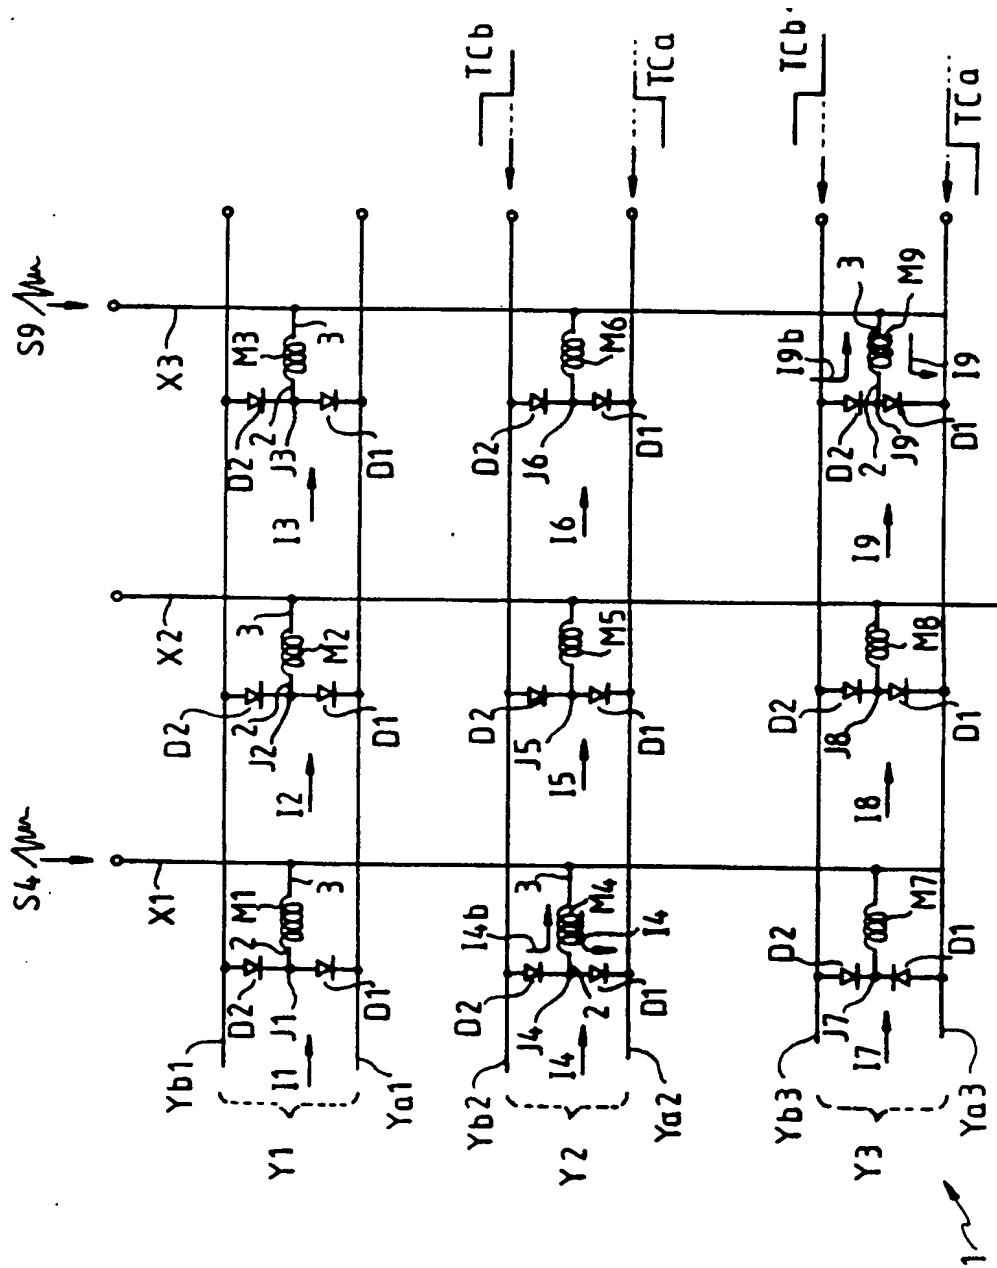 S4
S9
X1
X2
X3
Yb1
Y1
Ya1
D2
2
M1
3
J1
I1
D1
D2
2
3
M2
J2
I2
D1
D2
2
M3
3
J3
I3
D1
TCb
TCa
Yb2
Y2
Ya2
D2
I4b
3
M4
J4
2
I4
I4
D1
D2
J5
I5
M5
D1
D2
J6
I6
M6
D1
TCb
TCa
Yb3
Y3
Ya3
D2
J7
I7
M7
D1
D2
J8
I8
M8
D1
D2
I9b
3
M9
2
J9
I9
I9
D1
1